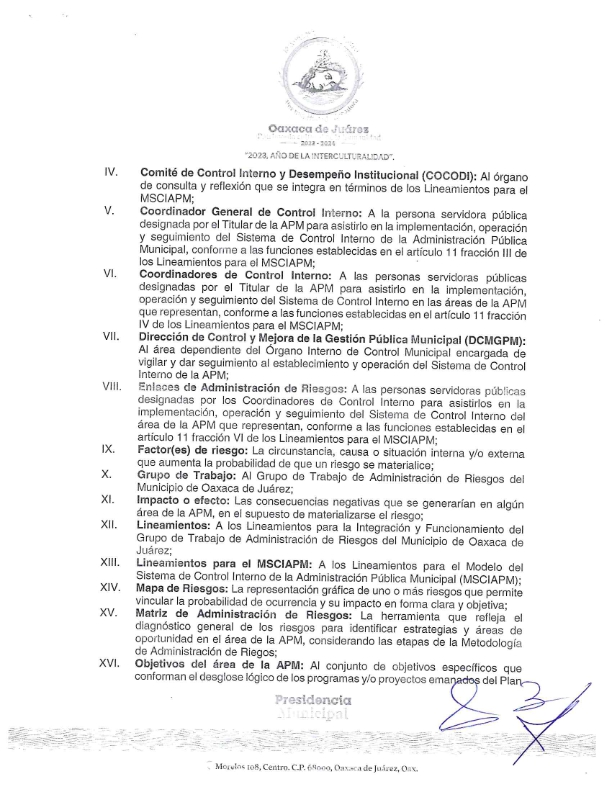 Oaxaca de Juárez
"2023, AÑO DE LA INTERCULTURALIDAD".
IV. Comité de Control Interno y Desempeño Institucional (COCODI): Al órgano
de consulta y reflexión que se integra en términos de los Lineamientos para el
MSCIAPM;
V. Coordinador General de Control Interno: A la persona servidora pública
designada por el Titular de la APM para asistirlo en la implementación, operación
y seguimiento del Sistema de Control Interno de la Administración Pública
Municipal, conforme a las funciones establecidas en el artículo 11 fracción III de
los Lineamientos para el MSCIAPM;
VI. Coordinadores de Control Interno: A las personas servidoras públicas
designadas por el Titular de la APM para asistirlo en la implementación,
operación y seguimiento del Sistema de Control Interno en las áreas de la APM
que representan, conforme a las funciones establecidas en el artículo 11 fracción
IV de los Lineamientos para el MSCIAPM;
VII. Dirección de Control y Mejora de la Gestión Pública Municipal (DCMGPM):
Al área dependiente del Órgano Interno de Control Municipal encargada de
vigilar y dar seguimiento al establecimiento y operación del Sistema de Control
Interno de la APM;
VIII. Enlaces de Administración de Riesgos: A las personas servidoras públicas
designados por los Coordinadores de Control Interno para asistirlos en la
implementación, operación y seguimiento del Sistema de Control Interno del
área de la APM que representan, conforme a las funciones establecidas en el
artículo 11 fracción VI de los Lineamientos para el MSCIAPM;
IX. Factor(es) de riesgo: La circunstancia, causa o situación interna y/o externa
que aumenta la probabilidad de que un riesgo se materialice;
X. Grupo de Trabajo: Al Grupo de Trabajo de Administración de Riesgos del
Municipio de Oaxaca de Juárez;
XI. Impacto o efecto: Las consecuencias negativas que se generarían en algún
área de la APM, en el supuesto de materializarse el riesgo;
XII. Lineamientos: A los Lineamientos para la Integración y Funcionamiento del
Grupo de Trabajo de Administración de Riesgos del Municipio de Oaxaca de
Juárez;
XIII. Lineamientos para el MSCIAPM: A los Lineamientos para el Modelo del
Sistema de Control Interno de la Administración Pública Municipal (MSCIAPM);
XIV. Mapa de Riesgos: La representación gráfica de uno o más riesgos que permite
vincular la probabilidad de ocurrencia y su impacto en forma clara y objetiva;
XV. Matriz de Administración de Riesgos: La herramienta que refleja el
diagnóstico general de los riesgos para identificar estrategias y áreas de
oportunidad en el área de la APM, considerando las etapas de la Metodología
de Administración de Riegos;
XVI. Objetivos del área de la APM: Al conjunto de objetivos específicos que
conforman el desglose lógico de los programas y/o proyectos emanados del Plan
Presidencia
Municipal
Morelos 108, Centro. C.P. 68000, Oaxaca de Juárez, Oax.